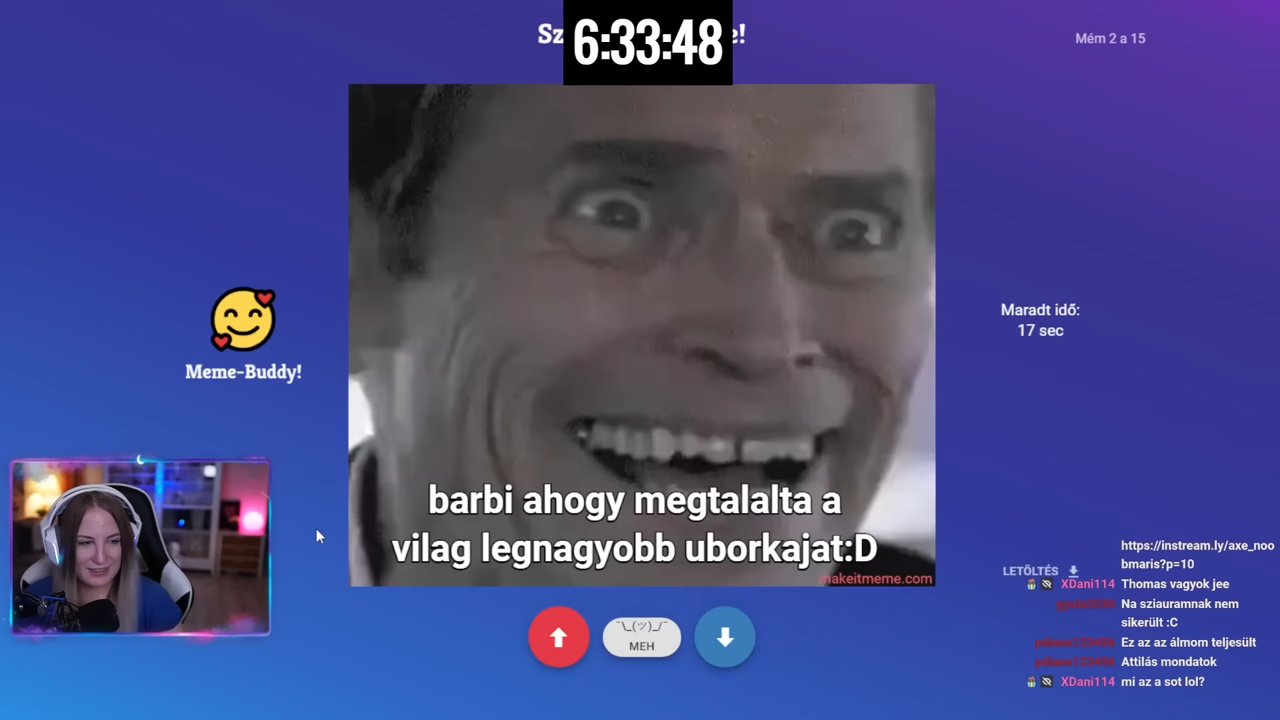 Sz
6:33:48
e!
Mém 2 a 15
Meme-Buddy!
Maradt idő:
17 sec
barbi ahogy megtalalta a
vilag legnagyobb uborkajat:D
makeitmeme.com
¯\_(ツ)_/¯
MEH
LETÖLTÉS
https://instream.ly/axe_noo
bmaris?p=10
XDani114 Thomas vagyok jee
Na sziauramnak nem
sikerült :C
Ez az az álmom teljesült
Attilás mondatok
XDani114 mi az a sot lol?